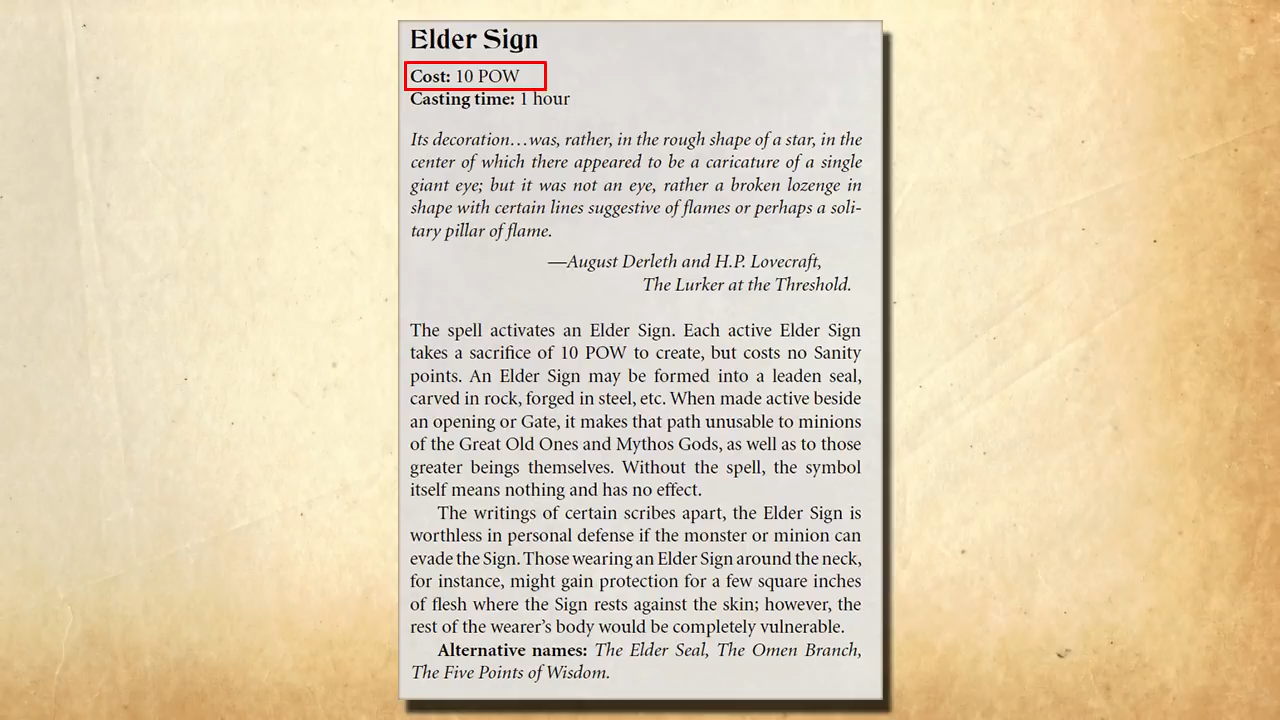 Elder Sign
Cost: 10 POW
Casting time: 1 hour
Its decoration…was, rather, in the rough shape of a star, in the
center of which there appeared to be a caricature of a single
giant eye; but it was not an eye, rather a broken lozenge in
shape with certain lines suggestive of flames or perhaps a soli-
tary pillar of flame.
—August Derleth and H.P. Lovecraft,
The Lurker at the Threshold.
The spell activates an Elder Sign. Each active Elder Sign
takes a sacrifice of 10 POW to create, but costs no Sanity
points. An Elder Sign may be formed into a leaden seal,
carved in rock, forged in steel, etc. When made active beside
an opening or Gate, it makes that path unusable to minions
of the Great Old Ones and Mythos Gods, as well as to those
greater beings themselves. Without the spell, the symbol
itself means nothing and has no effect.
The writings of certain scribes apart, the Elder Sign is
worthless in personal defense if the monster or minion can
evade the Sign. Those wearing an Elder Sign around the neck,
for instance, might gain protection for a few square inches
of flesh where the Sign rests against the skin; however, the
rest of the wearer's body would be completely vulnerable.
Alternative names: The Elder Seal, The Omen Branch,
The Five Points of Wisdom.